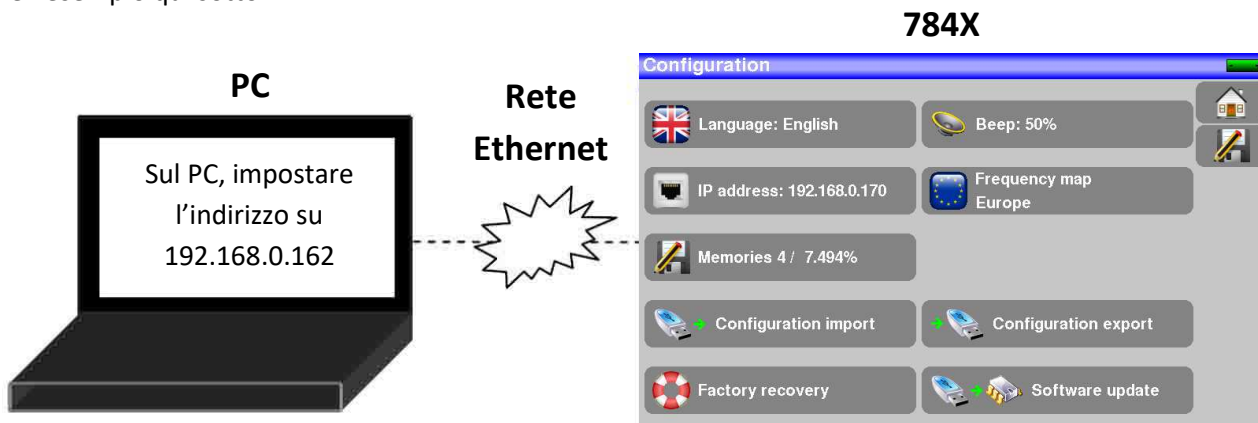 784X
PC
Rete
Ethernet
Sul PC, impostare
l’indirizzo su
192.168.0.162
Configuration
Language: English
Beep: 50%
IP address: 192.168.0.170
Frequency map
Europe
Memories 4 / 7.494%
Configuration import
Configuration export
Factory recovery
Software update